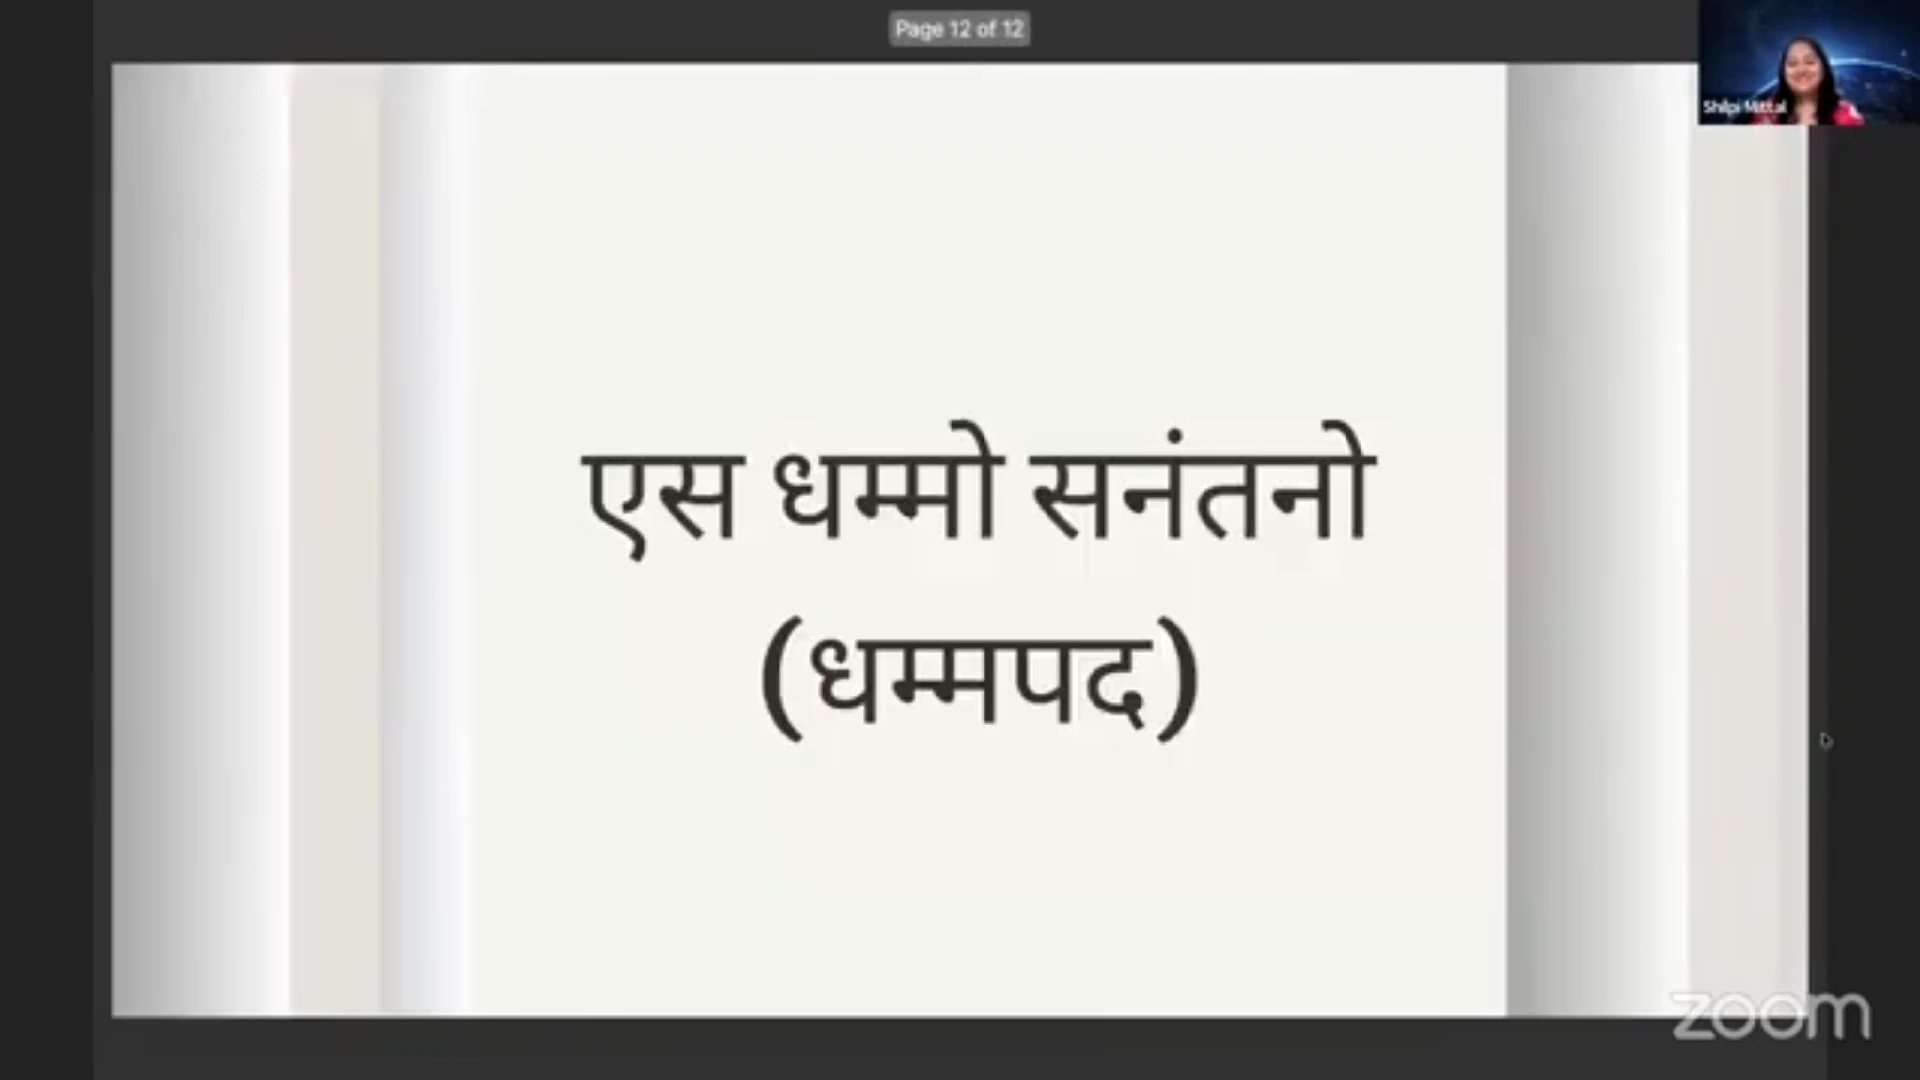 Page 12 of 12
Shilpi Mittal
एस धम्मो सनंतनो
(धम्मपद)
zoom